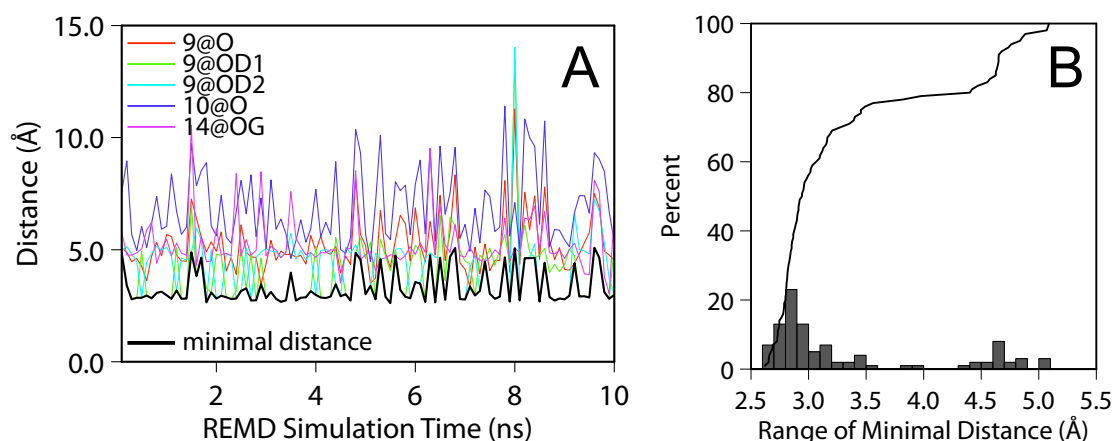 A
Distance (Å)
15.0
10.0
5.0
0.0
9@O
9@OD1
9@OD2
10@O
14@OG
minimal distance
2
4
6
8
10
REMD Simulation Time (ns)
B
Percent
100
80
60
40
20
0
2.5
3.0
3.5
4.0
4.5
5.0
5.5
Range of Minimal Distance (Å)